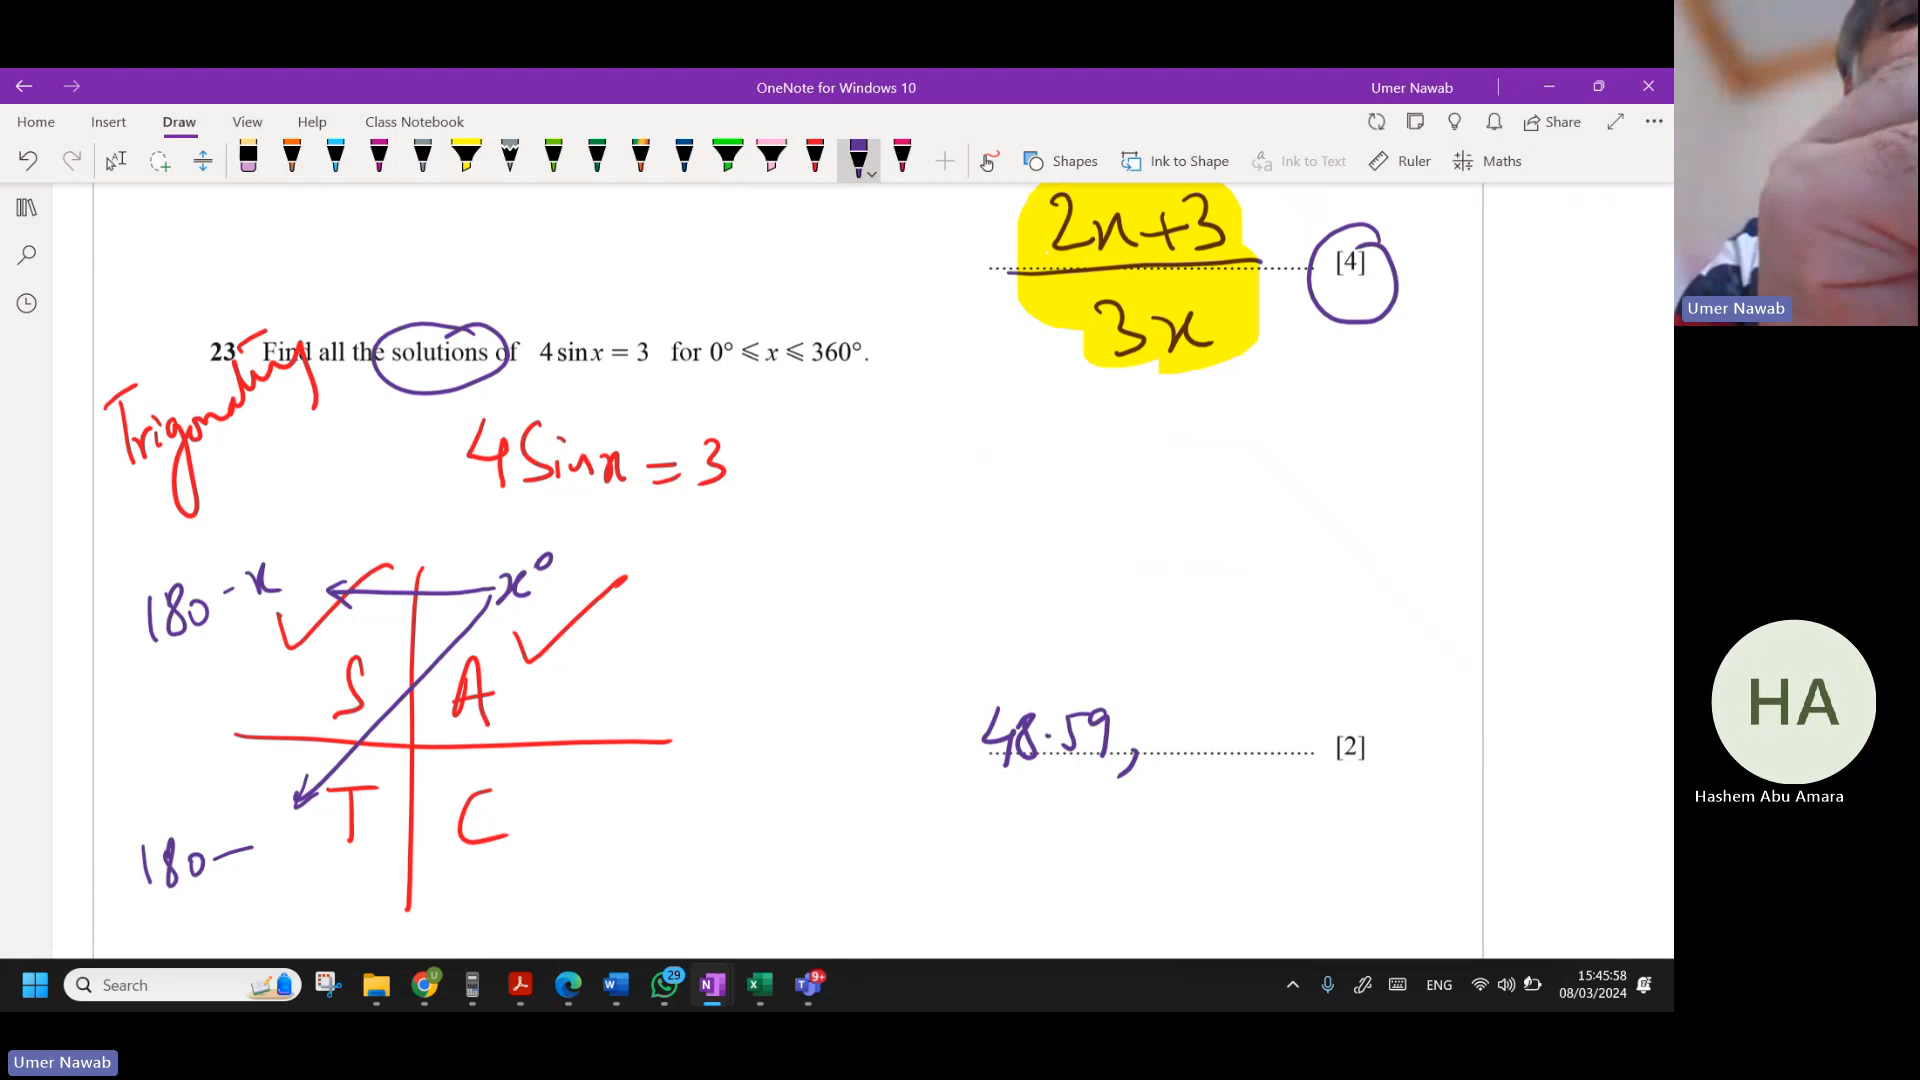 OneNote for Windows 10
Umer Nawab
Home Insert Draw View Help Class Notebook
Share
Shapes Ink to Shape Ink to Text Ruler Maths
2x+3
3x
[4]
Umer Nawab
23 Find all the solutions of 4 sin x = 3 for 0° ⩽ x ⩽ 360°.
Trigonometry
4 Sin x = 3
180 - x
x°
S A
T C
180 -
48.59,
[2]
HA
Hashem Abu Amara
Search
U
29
N
9+
ENG
15:45:58
08/03/2024
Umer Nawab